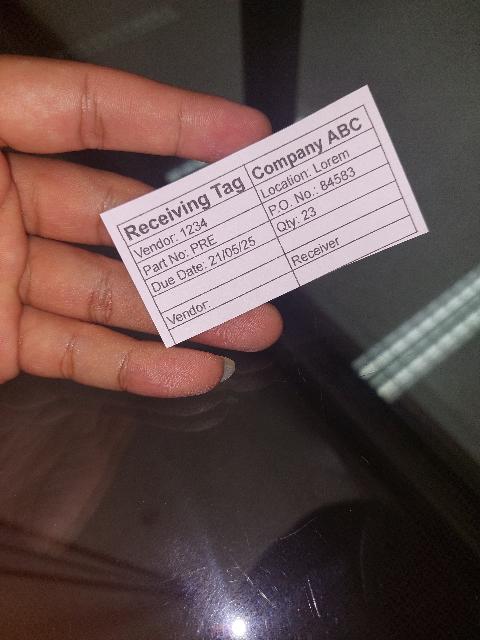 Receiving Tag Company ABC
Vendor: 1234 Location: Lorem
Part No: PRE P.O. No.: 84583
Due Date: 21/05/25 Qty: 23
Vendor: Receiver